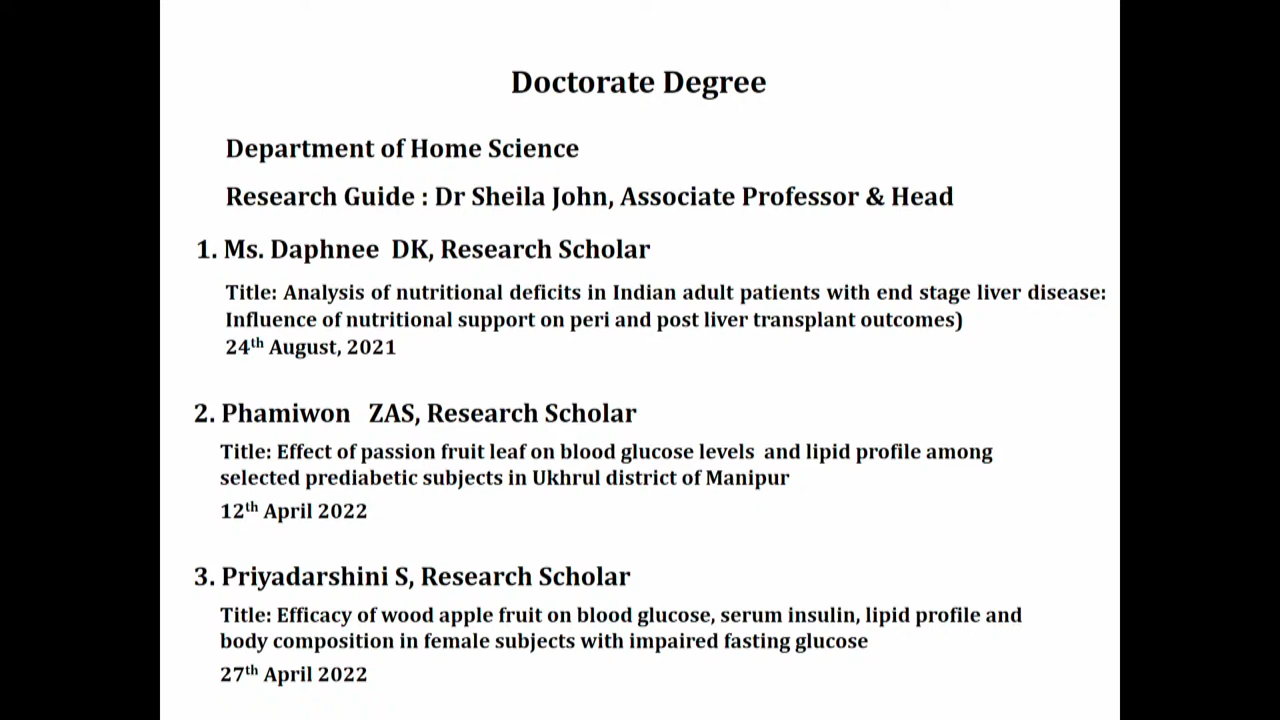 Doctorate Degree
Department of Home Science
Research Guide : Dr Sheila John, Associate Professor & Head
1. Ms. Daphnee DK, Research Scholar
Title: Analysis of nutritional deficits in Indian adult patients with end stage liver disease:
Influence of nutritional support on peri and post liver transplant outcomes)
24th August, 2021
2. Phamiwon ZAS, Research Scholar
Title: Effect of passion fruit leaf on blood glucose levels and lipid profile among
selected prediabetic subjects in Ukhrul district of Manipur
12th April 2022
3. Priyadarshini S, Research Scholar
Title: Efficacy of wood apple fruit on blood glucose, serum insulin, lipid profile and
body composition in female subjects with impaired fasting glucose
27th April 2022